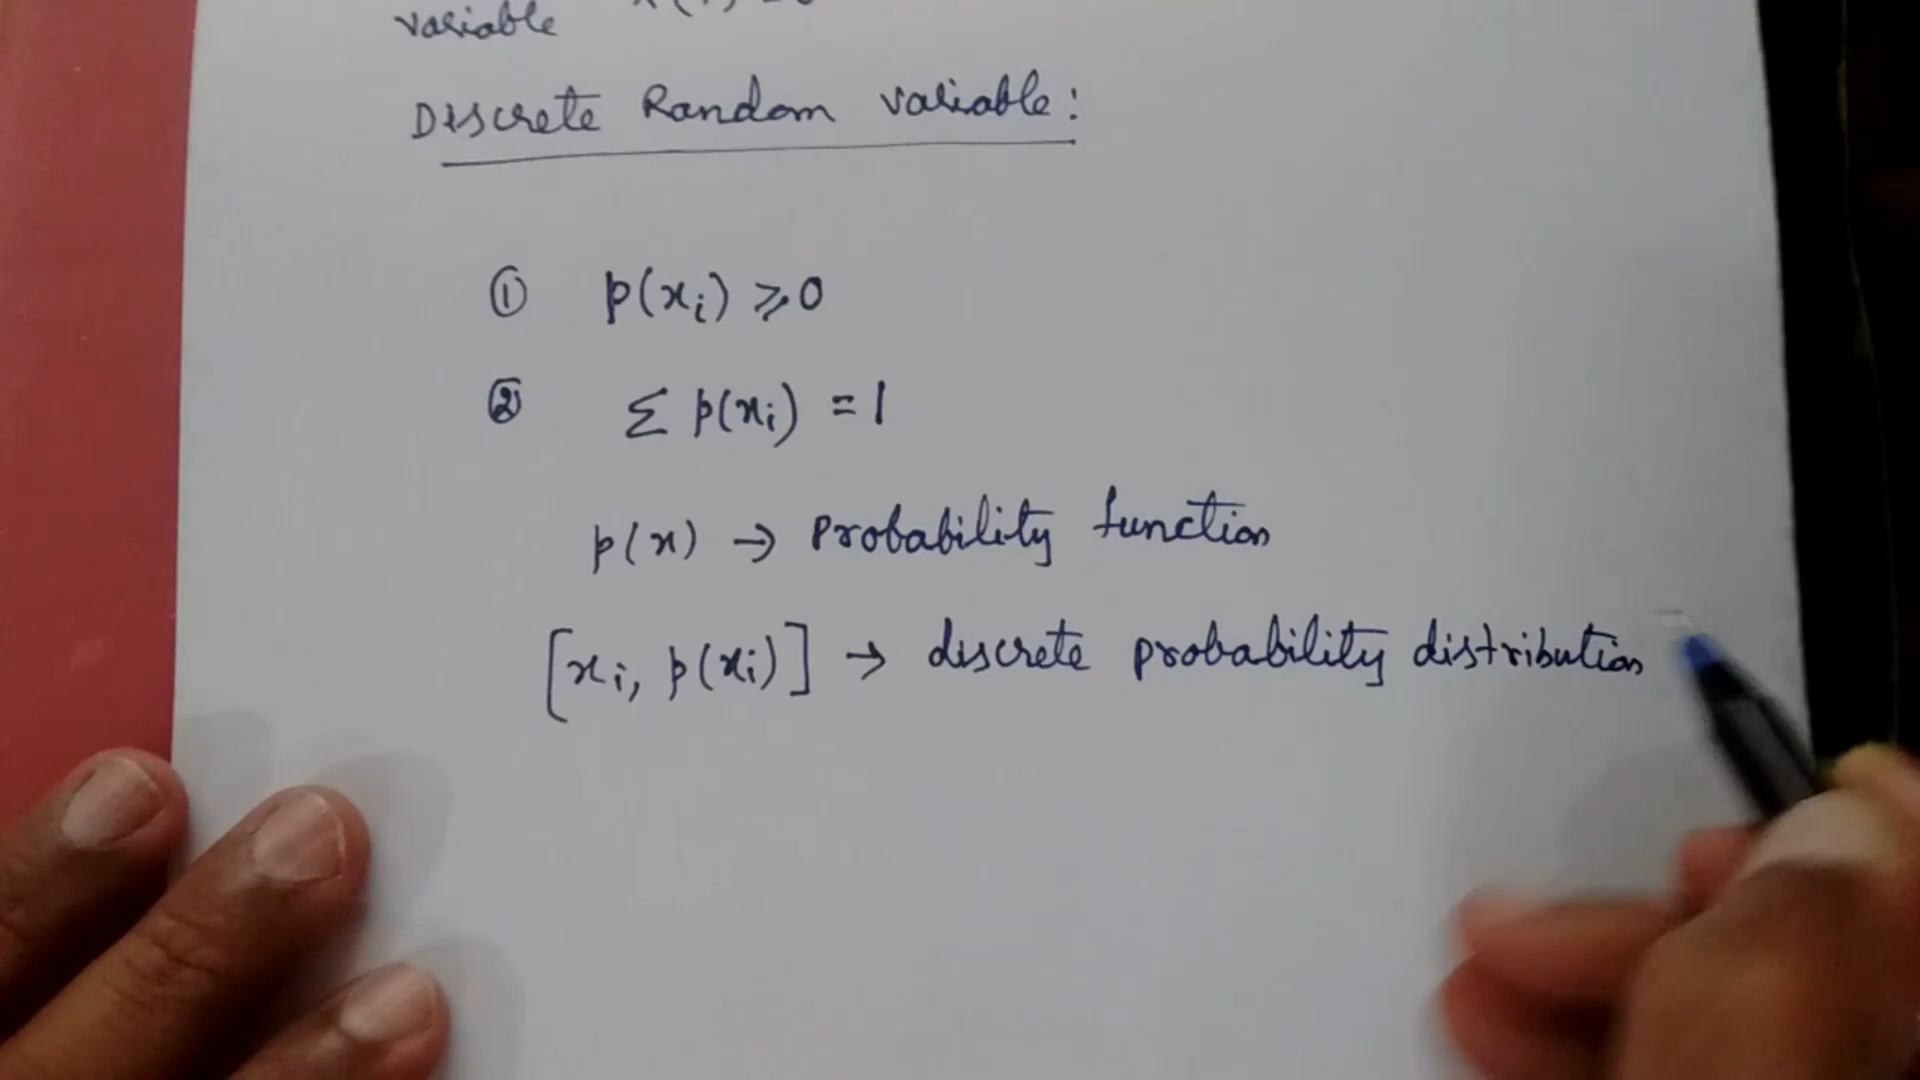 variable
Discrete Random variable:
① p(xᵢ) ⩾ 0
② Σ p(xᵢ) = 1
p(x) → Probability function
[xᵢ, p(xᵢ)] → discrete probability distribution